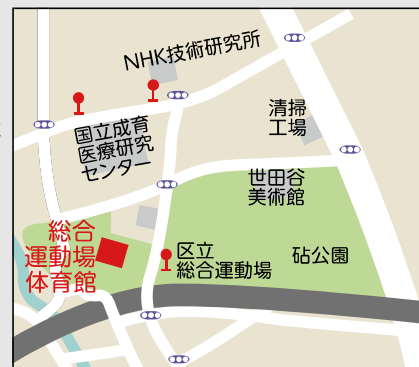 NHK技術研究所
清掃
工場
国立成育
医療研究
センター
世田谷
美術館
総合
運動場
体育館
区立
総合運動場
砧公園